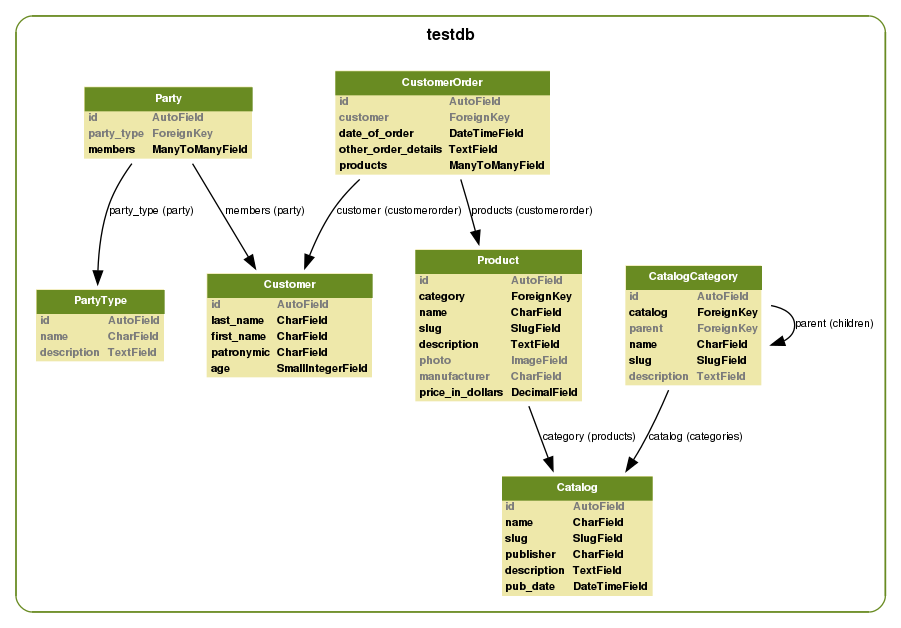 testdb
Party
id AutoField
party_type ForeignKey
members ManyToManyField
CustomerOrder
id AutoField
customer ForeignKey
date_of_order DateTimeField
other_order_details TextField
products ManyToManyField
party_type (party)
members (party)
customer (customerorder)
products (customerorder)
PartyType
id AutoField
name CharField
description TextField
Customer
id AutoField
last_name CharField
first_name CharField
patronymic CharField
age SmallIntegerField
Product
id AutoField
category ForeignKey
name CharField
slug SlugField
description TextField
photo ImageField
manufacturer CharField
price_in_dollars DecimalField
CatalogCategory
id AutoField
catalog ForeignKey
parent ForeignKey
name CharField
slug SlugField
description TextField
parent (children)
category (products)
catalog (categories)
Catalog
id AutoField
name CharField
slug SlugField
publisher CharField
description TextField
pub_date DateTimeField